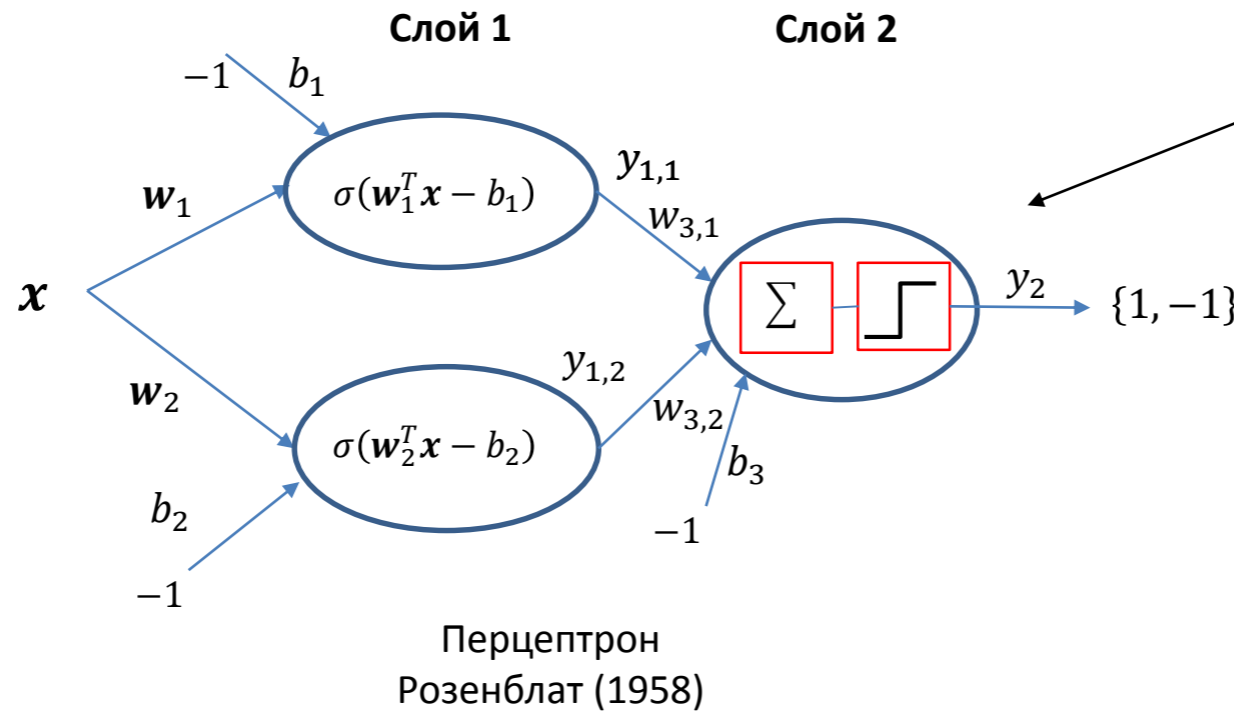 Слой 1
Слой 2
−1
b₁
σ(w₁ᵀx − b₁)
y₁,₁
w₁
w₃,₁
x
∑
y₂
{1, −1}
w₂
y₁,₂
w₃,₂
σ(w₂ᵀx − b₂)
b₂
b₃
−1
−1
Перцептрон
Розенблат (1958)